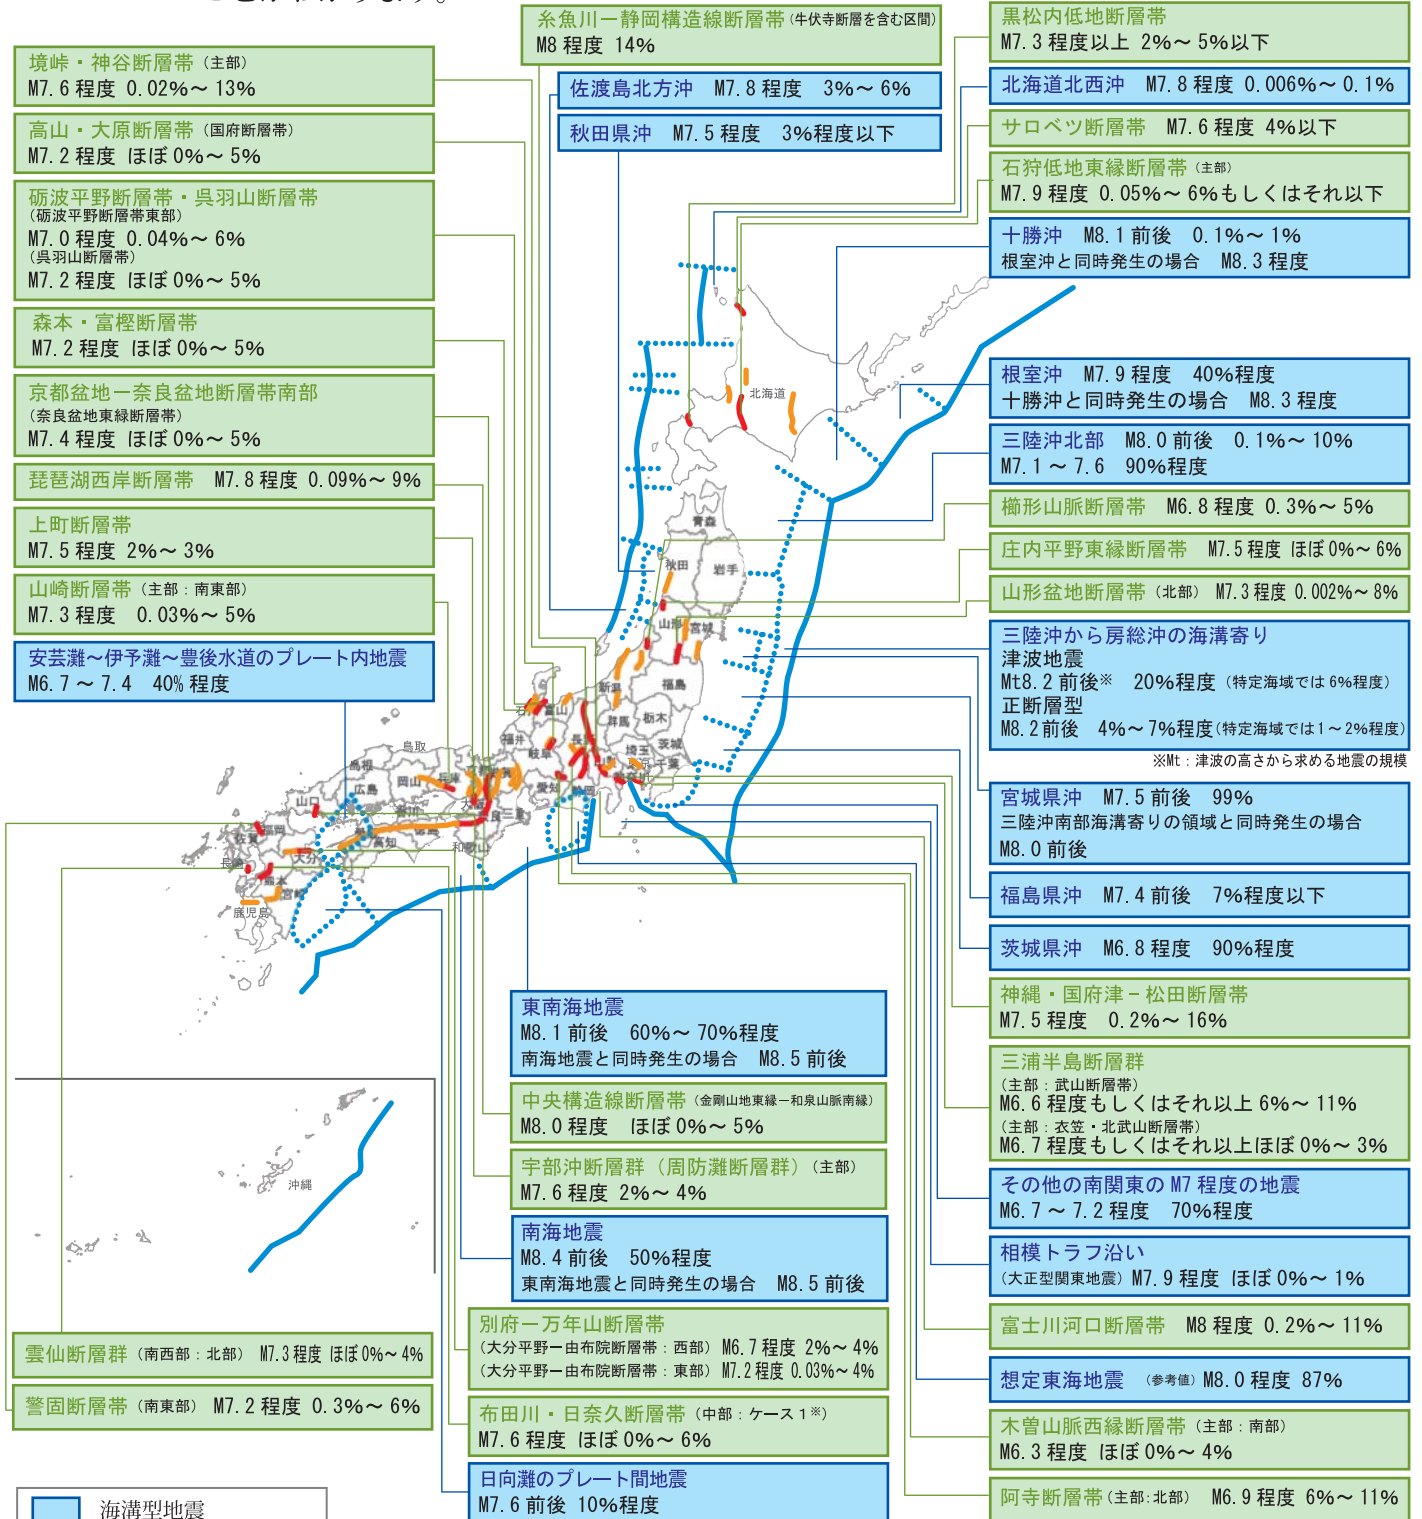 糸魚川－静岡構造線断層帯（牛伏寺断層を含む区間）
M8 程度 14%
佐渡島北方沖 M7.8 程度 3%～ 6%
秋田県沖 M7.5 程度 3%程度以下
境峠・神谷断層帯（主部）
M7.6 程度 0.02%～ 13%
高山・大原断層帯（国府断層帯）
M7.2 程度 ほぼ 0%～ 5%
砺波平野断層帯・呉羽山断層帯
（砺波平野断層帯東部）
M7.0 程度 0.04%～ 6%
（呉羽山断層帯）
M7.2 程度 ほぼ 0%～ 5%
森本・富樫断層帯
M7.2 程度 ほぼ 0%～ 5%
京都盆地－奈良盆地断層帯南部
（奈良盆地東縁断層帯）
M7.4 程度 ほぼ 0%～ 5%
琵琶湖西岸断層帯 M7.8 程度 0.09%～ 9%
上町断層帯
M7.5 程度 2%～ 3%
山崎断層帯（主部：南東部）
M7.3 程度 0.03%～ 5%
安芸灘～伊予灘～豊後水道のプレート内地震
M6.7 ～ 7.4 40% 程度
黒松内低地断層帯
M7.3 程度以上 2%～ 5%以下
北海道北西沖 M7.8 程度 0.006%～ 0.1%
サロベツ断層帯 M7.6 程度 4%以下
石狩低地東縁断層帯（主部）
M7.9 程度 0.05%～ 6%もしくはそれ以下
十勝沖 M8.1 前後 0.1%～ 1%
根室沖と同時発生の場合 M8.3 程度
根室沖 M7.9 程度 40%程度
十勝沖と同時発生の場合 M8.3 程度
三陸沖北部 M8.0 前後 0.1%～ 10%
M7.1 ～ 7.6 90%程度
櫛形山脈断層帯 M6.8 程度 0.3%～ 5%
庄内平野東縁断層帯 M7.5 程度 ほぼ 0%～ 6%
山形盆地断層帯（北部） M7.3 程度 0.002%～ 8%
三陸沖から房総沖の海溝寄り
津波地震
Mt8.2 前後※ 20%程度（特定海域では 6%程度）
正断層型
M8.2 前後 4%～ 7%程度（特定海域では 1～ 2%程度）
※Mt：津波の高さから求める地震の規模
宮城県沖 M7.5 前後 99%
三陸沖南部海溝寄りの領域と同時発生の場合
M8.0 前後
福島県沖 M7.4 前後 7%程度以下
茨城県沖 M6.8 程度 90%程度
神縄・国府津－松田断層帯
M7.5 程度 0.2%～ 16%
三浦半島断層群
（主部：武山断層帯）
M6.6 程度もしくはそれ以上 6%～ 11%
（主部：衣笠・北武山断層帯）
M6.7 程度もしくはそれ以上ほぼ 0%～ 3%
その他の南関東の M7 程度の地震
M6.7 ～ 7.2 程度 70%程度
相模トラフ沿い
（大正型関東地震）M7.9 程度 ほぼ 0%～ 1%
富士川河口断層帯 M8 程度 0.2%～ 11%
想定東海地震（参考値）M8.0 程度 87%
木曽山脈西縁断層帯（主部：南部）
M6.3 程度 ほぼ 0%～ 4%
阿寺断層帯（主部：北部） M6.9 程度 6%～ 11%
北海道
青森
秋田
岩手
山形
宮城
新潟
福島
群馬
栃木
富山
福井
岐阜
埼玉
茨城
千葉
愛知
鳥取
島根
岡山
兵庫
広島
山口
香川
高知
三重
和歌山
福岡
佐賀
長崎
大分
熊本
宮崎
鹿児島
沖縄
東南海地震
M8.1 前後 60%～ 70%程度
南海地震と同時発生の場合 M8.5 前後
中央構造線断層帯（金剛山地東縁－和泉山脈南縁）
M8.0 程度 ほぼ 0%～ 5%
宇部沖断層群（周防灘断層群）（主部）
M7.6 程度 2%～ 4%
南海地震
M8.4 前後 50%程度
東南海地震と同時発生の場合 M8.5 前後
別府－万年山断層帯
（大分平野－由布院断層帯：西部）M6.7 程度 2%～ 4%
（大分平野－由布院断層帯：東部）M7.2 程度 0.03%～ 4%
布田川・日奈久断層帯（中部：ケース 1※）
M7.6 程度 ほぼ 0%～ 6%
日向灘のプレート間地震
M7.6 前後 10%程度
雲仙断層群（南西部：北部） M7.3 程度 ほぼ 0%～ 4%
警固断層帯（南東部） M7.2 程度 0.3%～ 6%
海溝型地震